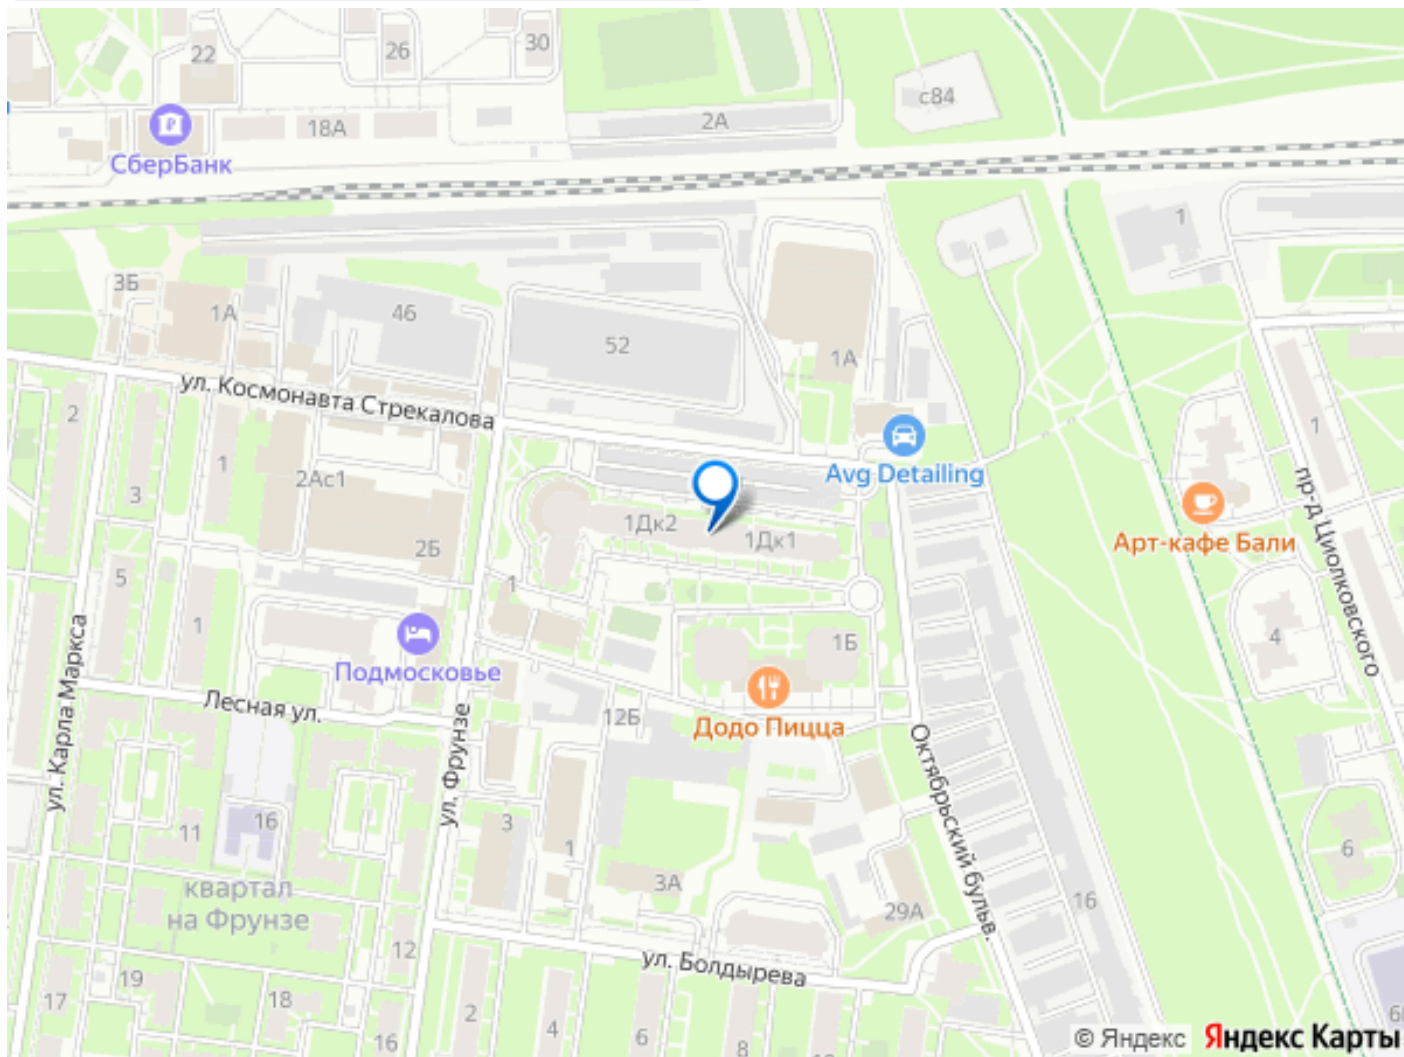 22
26
30
с84
18А
2А
СберБанк
1
3Б
1А
46
52
1А
ул. Космонавта Стрекалова
2
1
2Ас1
3
Avg Detailing
1
пр-д Циолковского
Арт-кафе Бали
1Дк2
1Дк1
2Б
5
1
1
Подмосковье
1Б
4
ул. Карла Маркса
Лесная ул.
ул. Фрунзе
12Б
Додо Пицца
Октябрьский бульв.
16
11
3
1
3А
6
квартал
на Фрунзе
29А
16
12
ул. Болдырева
19
18
17
16
2
4
6
8
10
© Яндекс
Яндекс Карты